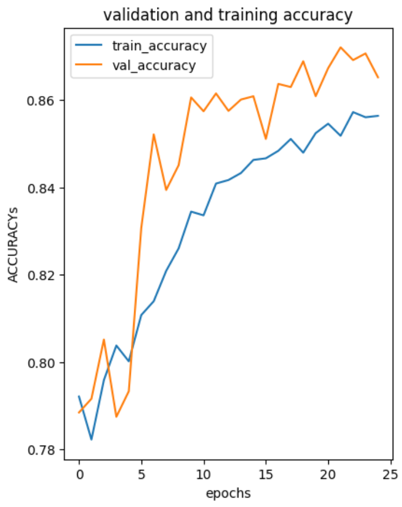 validation and training accuracy
train_accuracy
val_accuracy
0.86
0.84
0.82
0.80
0.78
ACCURACYs
0 5 10 15 20 25
epochs